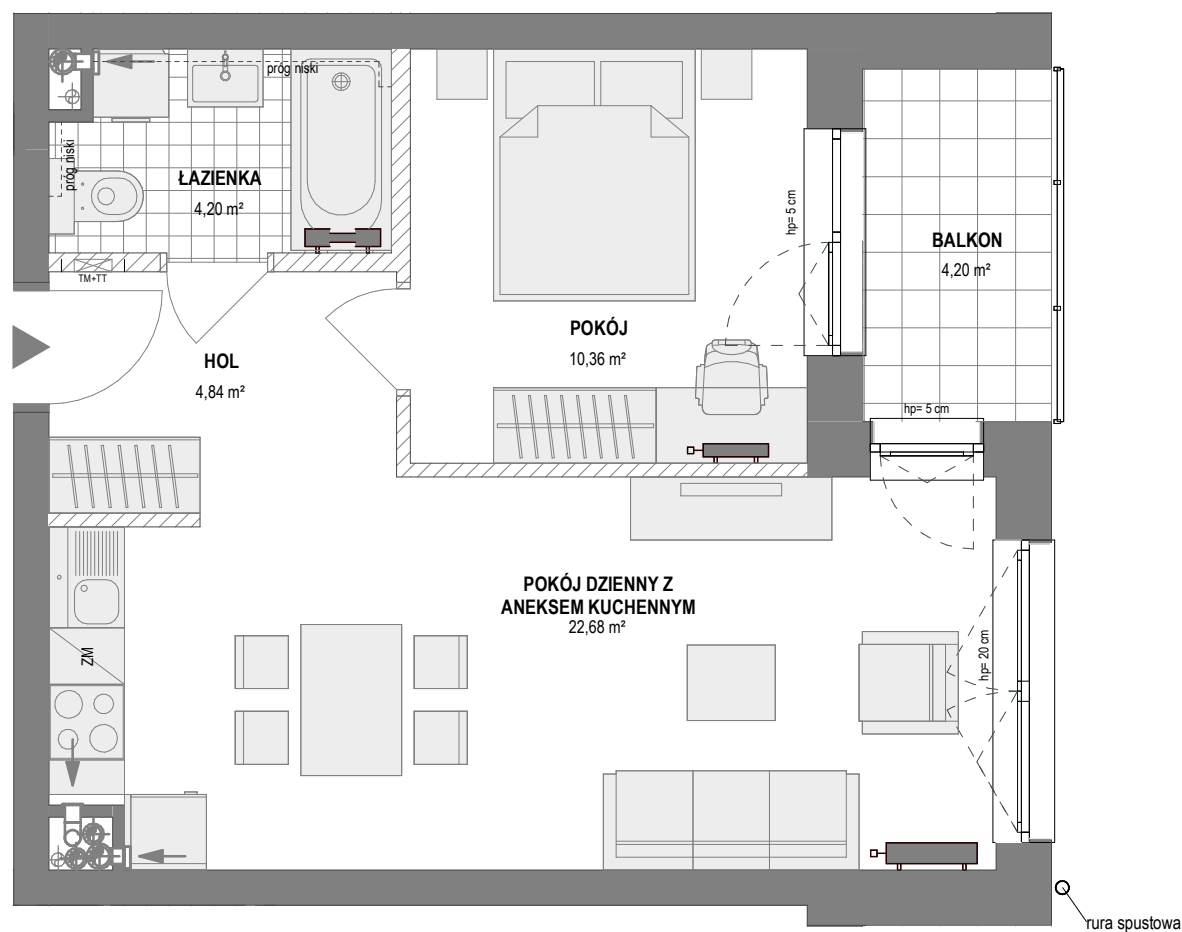 próg niski
próg niski
ŁAZIENKA
4,20 m²
TM+TT
HOL
4,84 m²
POKÓJ
10,36 m²
hp= 5 cm
BALKON
4,20 m²
hp= 5 cm
POKÓJ DZIENNY Z
ANEKSEM KUCHENNYM
22,68 m²
ZM
hp= 20 cm
rura spustowa